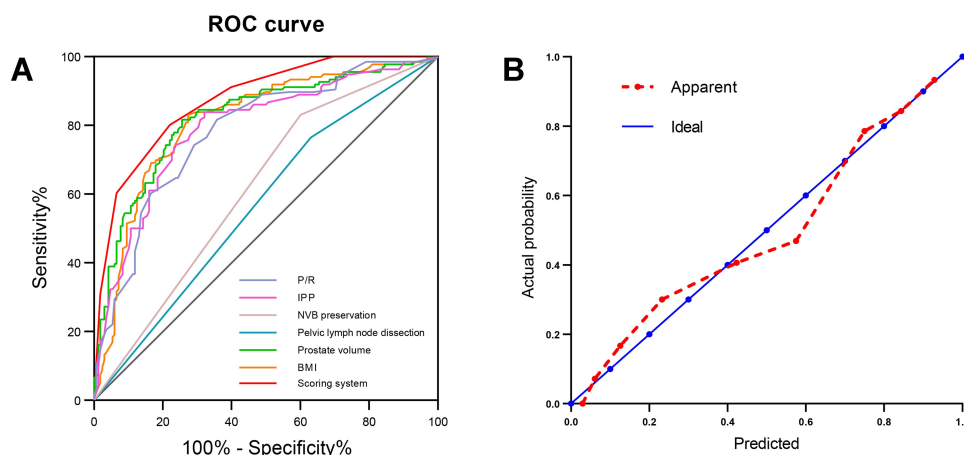 ROC curve
A
100
80
60
40
20
0
Sensitivity%
0 20 40 60 80 100
100% - Specificity%
P/R
IPP
NVB preservation
Pelvic lymph node dissection
Prostate volume
BMI
Scoring system
B
1.0
0.8
0.6
0.4
0.2
0.0
Actual probability
0.0 0.2 0.4 0.6 0.8 1.
Predicted
Apparent
Ideal